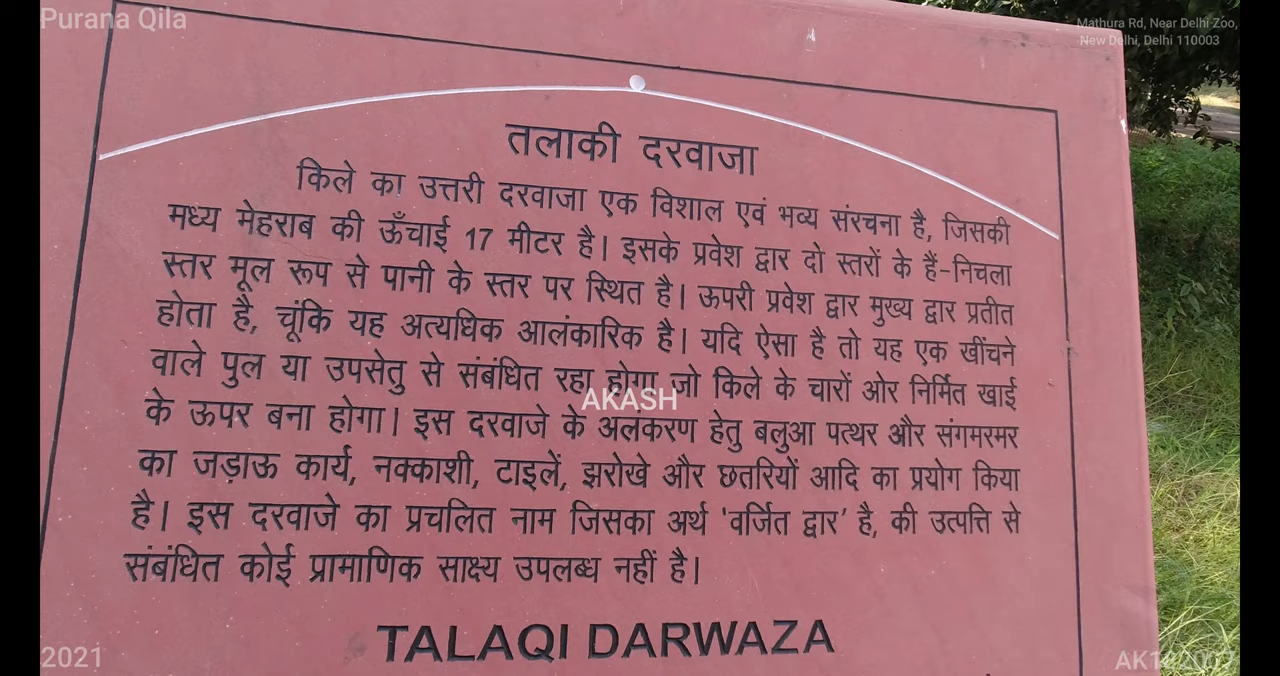 Purana Qila
Mathura Rd, Near Delhi Zoo,
New Delhi, Delhi 110003
तलाकी दरवाजा
किले का उत्तरी दरवाजा एक विशाल एवं भव्य संरचना है, जिसकी
मध्य मेहराब की ऊँचाई 17 मीटर है। इसके प्रवेश द्वार दो स्तरों के हैं-निचला
स्तर मूल रूप से पानी के स्तर पर स्थित है। ऊपरी प्रवेश द्वार मुख्य द्वार प्रतीत
होता है, चूंकि यह अत्यधिक आलंकारिक है। यदि ऐसा है तो यह एक खींचने
वाले पुल या उपसेतु से संबंधित रहा होगा जो किले के चारों ओर निर्मित खाई
के ऊपर बना होगा। इस दरवाजे के अलंकरण हेतु बलुआ पत्थर और संगमरमर
का जड़ाऊ कार्य, नक्काशी, टाइलें, झरोखे और छतरियों आदि का प्रयोग किया
है। इस दरवाजे का प्रचलित नाम जिसका अर्थ 'वर्जित द्वार' है, की उत्पत्ति से
संबंधित कोई प्रामाणिक साक्ष्य उपलब्ध नहीं है।
AKASH
TALAQI DARWAZA
2021